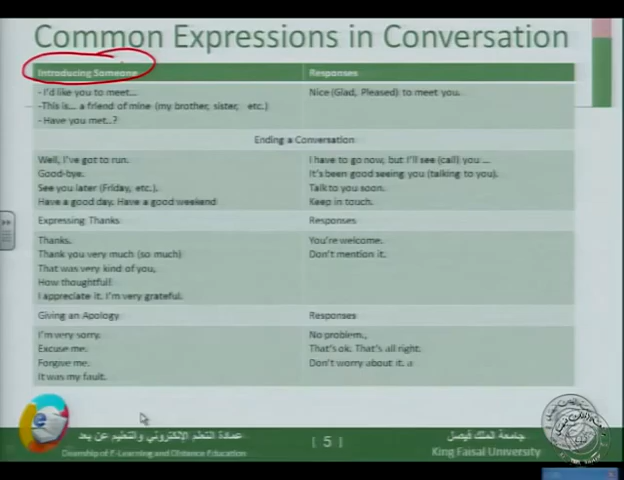 Common Expressions in Conversation
Introducing Someone
Responses
- I'd like you to meet...
Nice (Glad, Pleased) to meet you.
-This is... a friend of mine (my brother, sister, etc.)
- Have you met..?
Ending a Conversation
Well, I've got to run.
I have to go now, but I'll see (call) you ...
Good-bye.
It's been good seeing you (talking to you).
See you later (Friday, etc.).
Talk to you soon.
Have a good day. Have a good weekend
Keep in touch.
Expressing Thanks
Responses
Thanks.
You're welcome.
Thank you very much (so much)
Don't mention it.
That was very kind of you,
How thoughtful!
I appreciate it. I'm very grateful.
Giving an Apology
Responses
I'm very sorry.
No problem.,
Excuse me.
That's ok. That's all right.
Forgive me.
Don't worry about it. a
It was my fault.
عمادة التعلم الإلكتروني والتعليم عن بعد
[ 5 ]
جامعة الملك فيصل
Deanship of E-Learning and Distance Education
King Faisal University